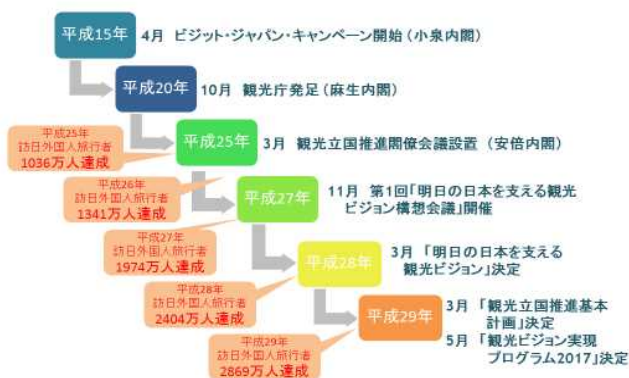 平成15年
4月 ビジット・ジャパン・キャンペーン開始(小泉内閣)
平成20年
10月 観光庁発足(麻生内閣)
平成25年
訪日外国人旅行者
1036万人達成
平成25年
3月 観光立国推進閣僚会議設置 (安倍内閣)
平成26年
訪日外国人旅行者
1341万人達成
平成27年
11月 第1回「明日の日本を支える観光
ビジョン構想会議」開催
平成27年
訪日外国人旅行者
1974万人達成
平成28年
3月 「明日の日本を支える
観光ビジョン」決定
平成28年
訪日外国人旅行者
2404万人達成
平成29年
3月 「観光立国推進基本
計画」決定
5月 「観光ビジョン実現
プログラム2017」決定
平成29年
訪日外国人旅行者
2869万人達成